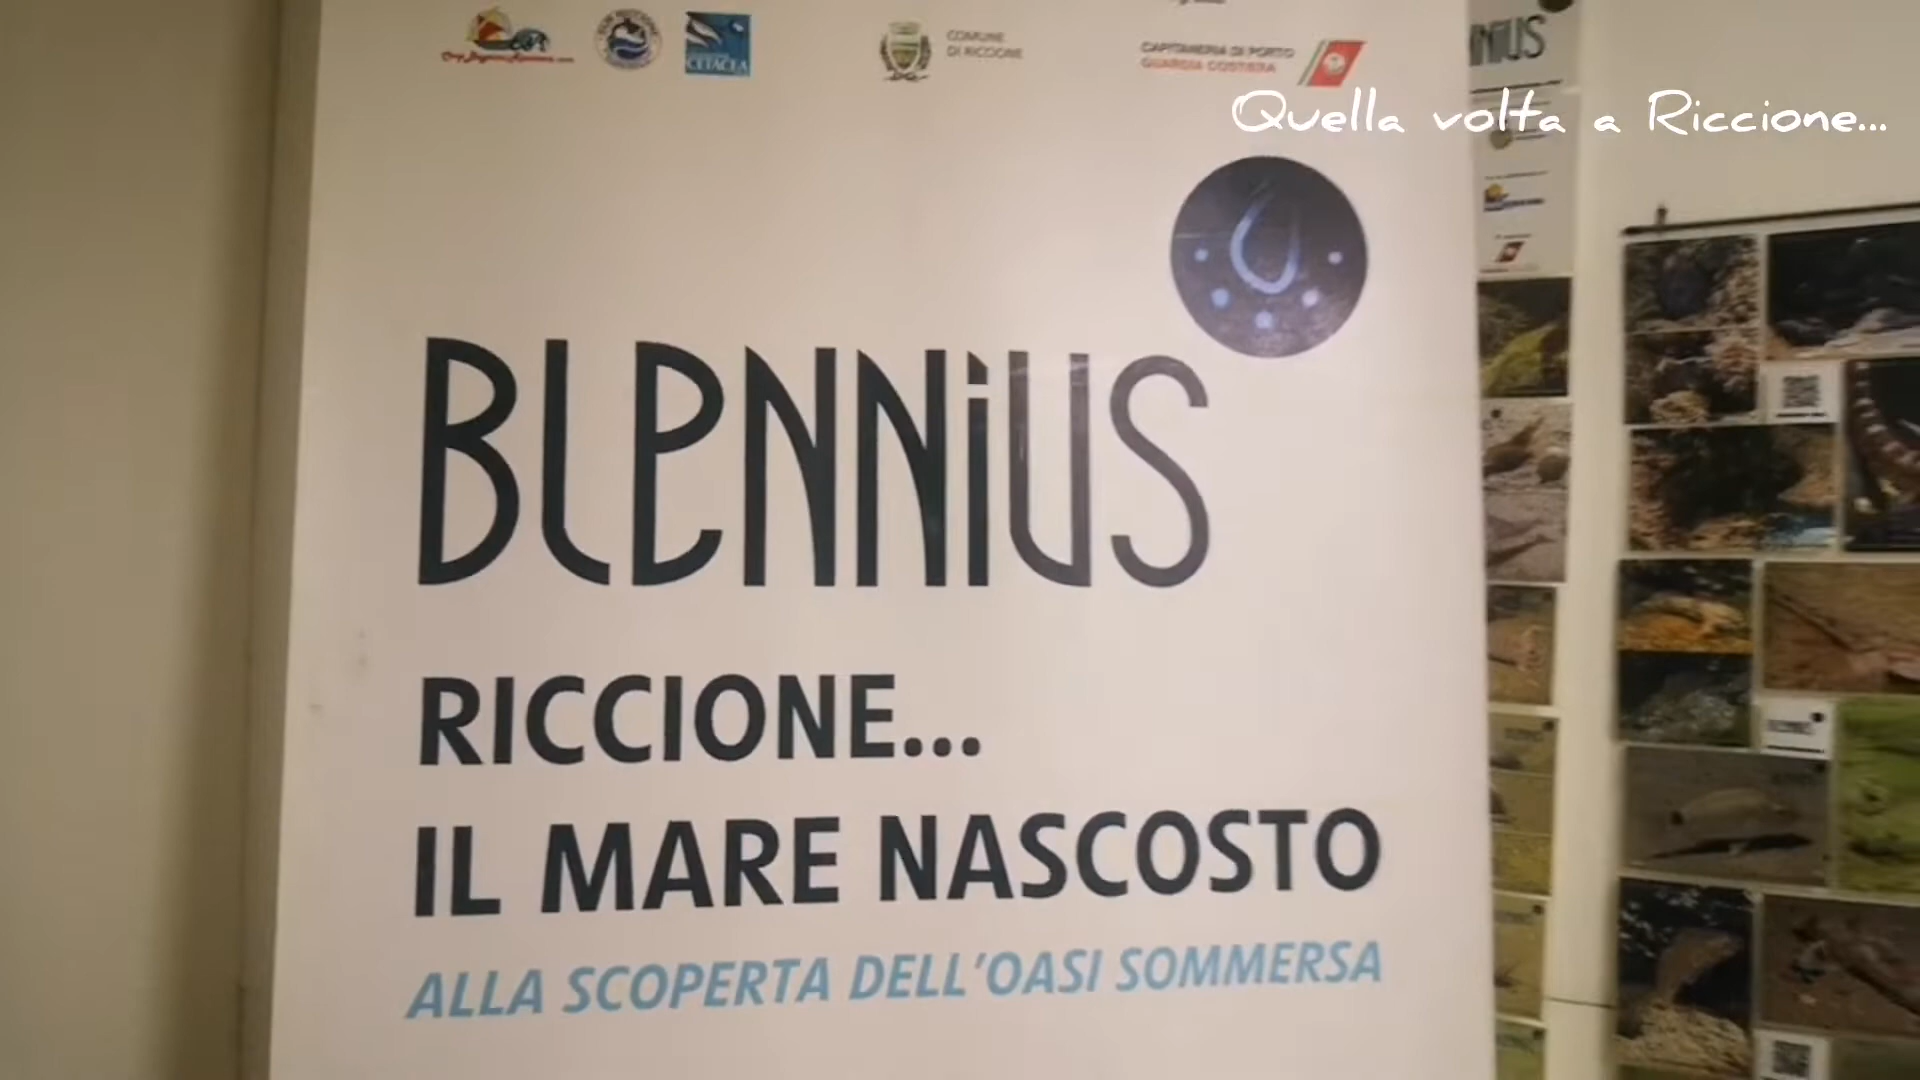 CETACEA
COMUNE
DI RICCIONE
CAPITANERIA DI PORTO
GUARDIA COSTIERA
Quella volta a Riccione...
BLENNIUS
RICCIONE...
IL MARE NASCOSTO
ALLA SCOPERTA DELL'OASI SOMMERSA